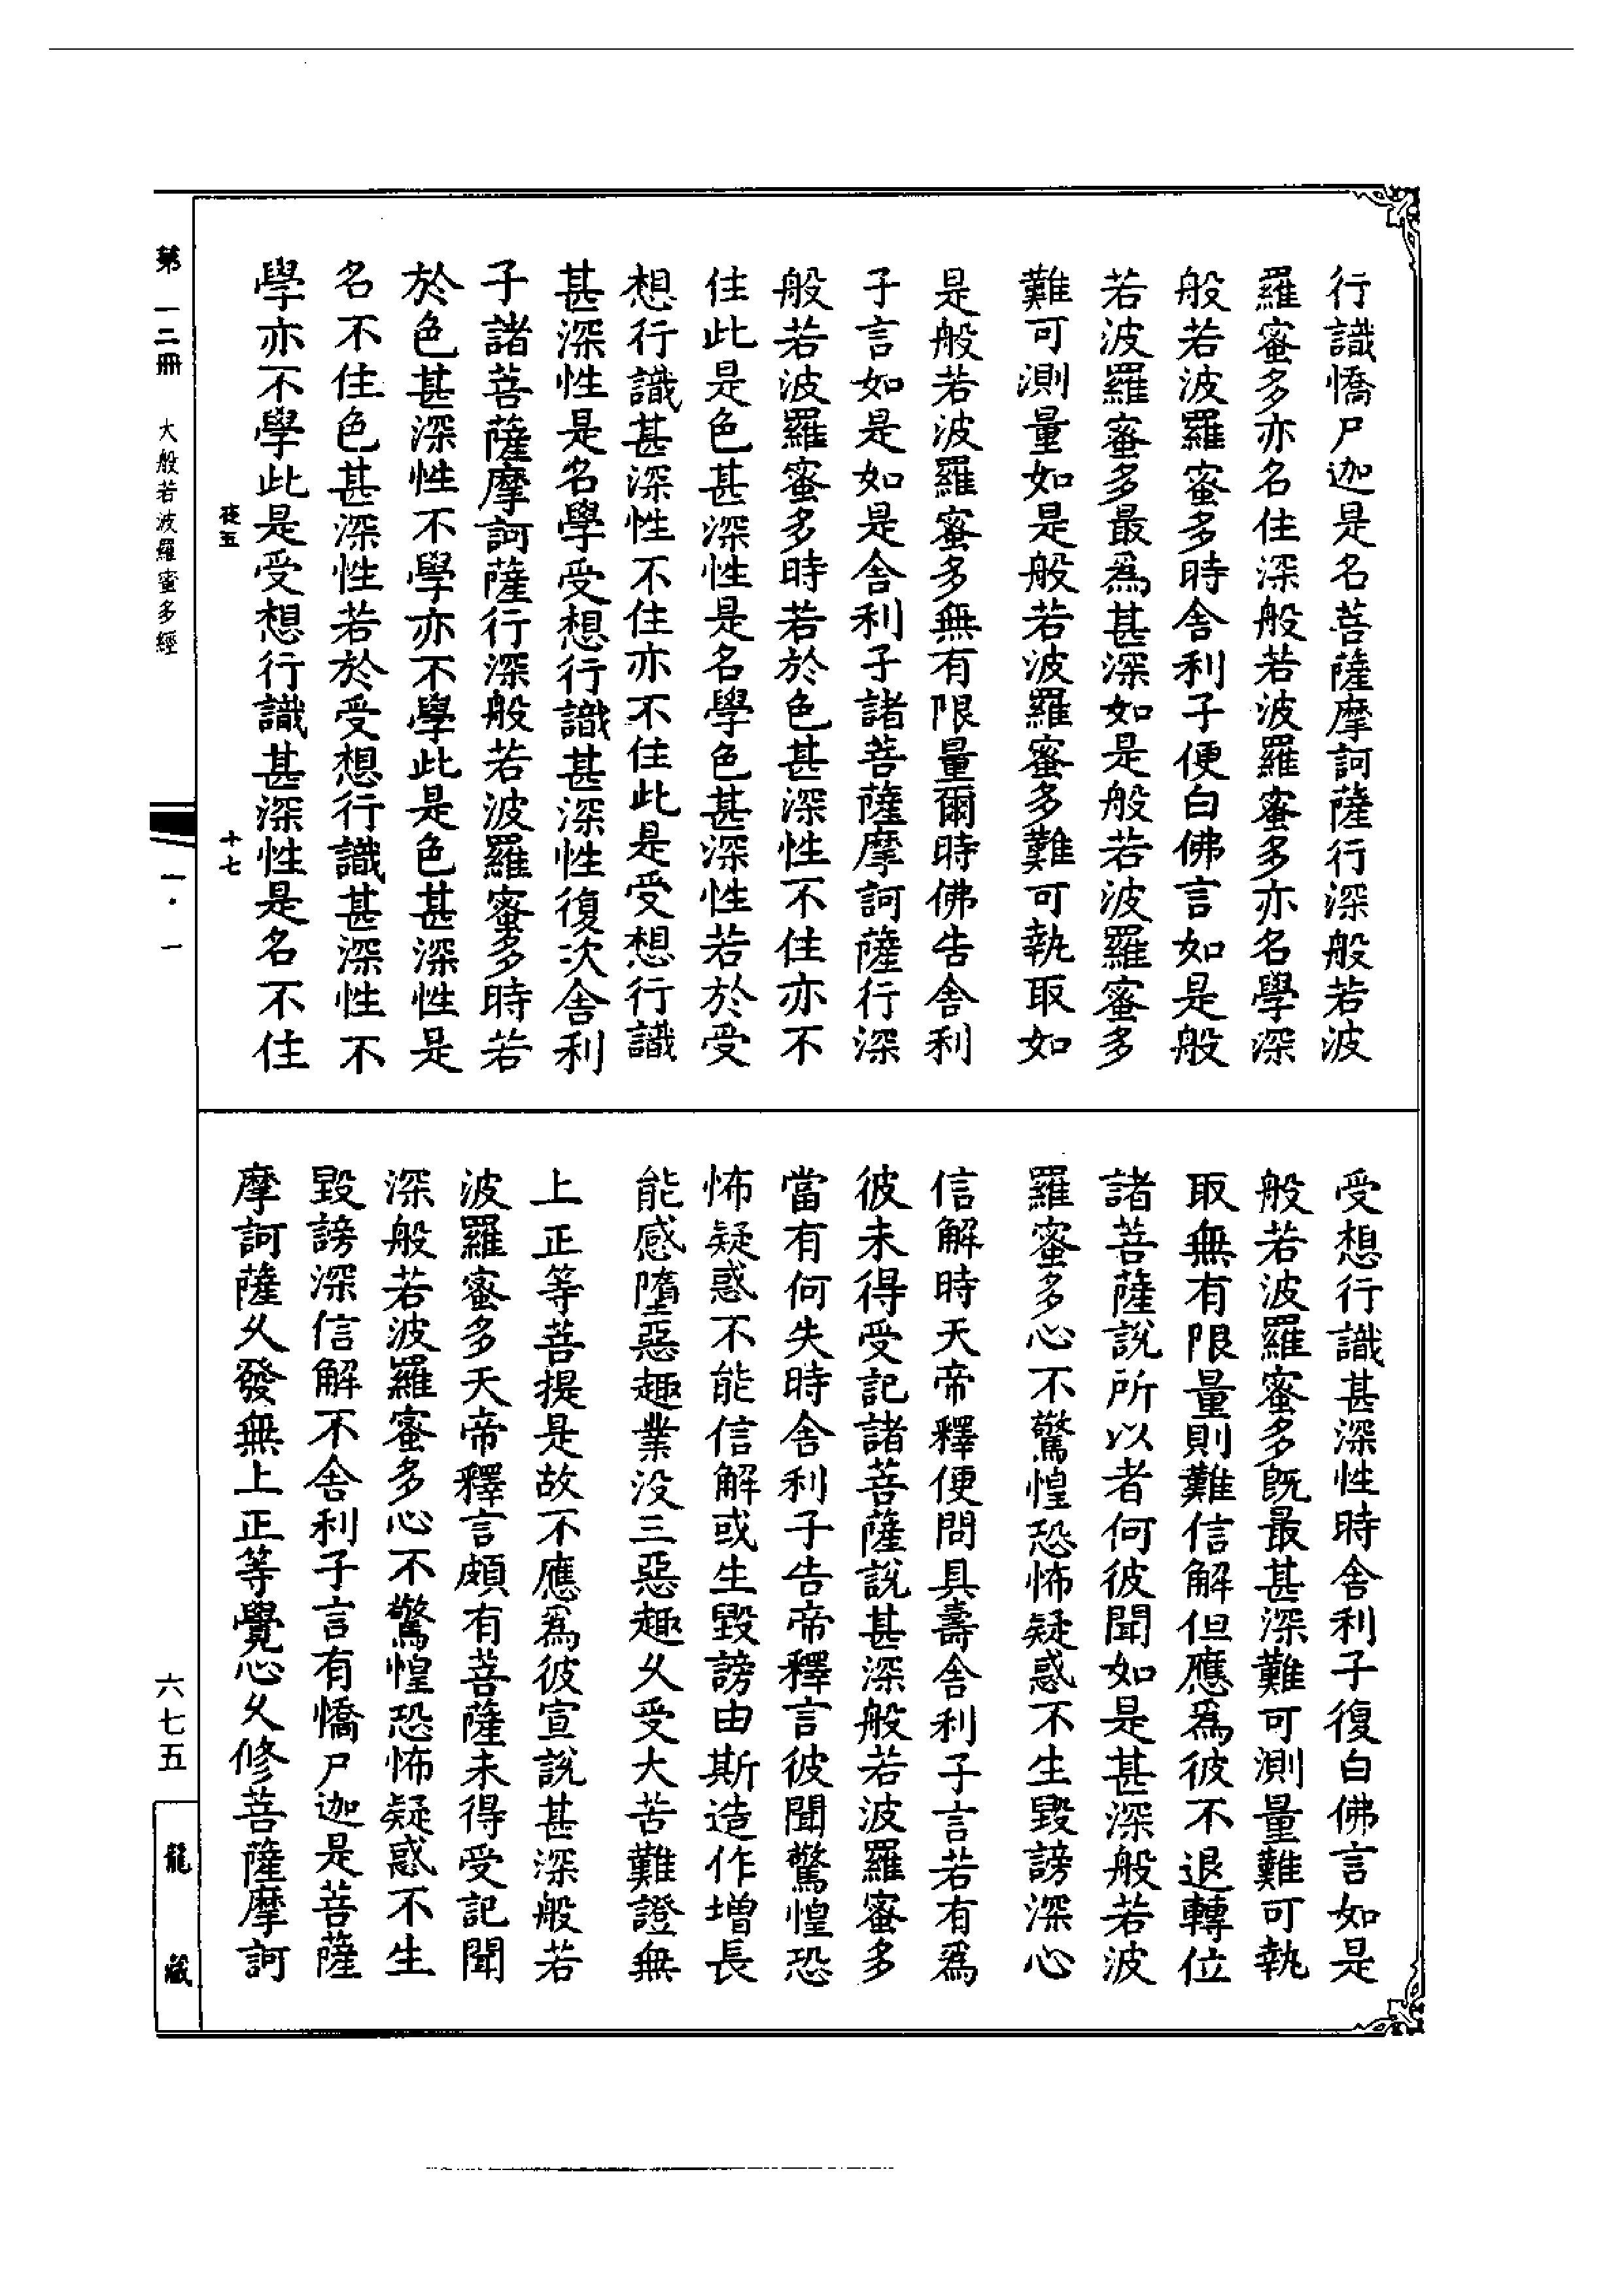 行識憍尸迦是名菩薩摩訶薩行深般若波
羅蜜多亦名住深般若波羅蜜多亦名學深
般若波羅蜜多時舍利子便白佛言如是般
若波羅蜜多最爲甚深如是般若波羅蜜多
難可測量如是般若波羅蜜多難可執取如
是般若波羅蜜多無有限量爾時佛告舍利
子言如是如是舍利子諸菩薩摩訶薩行深
般若波羅蜜多時若於色甚深性不住亦不
住此是色甚深性是名學色甚深性若於受
想行識甚深性不住亦不住此是受想行識
甚深性是名學受想行識甚深性復次舍利
子諸菩薩摩訶薩行深般若波羅蜜多時若
於色甚深性不學亦不學此是色甚深性是
名不住色甚深性若於受想行識甚深性不
學亦不學此是受想行識甚深性是名不住
夜五 十七
受想行識甚深性時舍利子復白佛言如是
般若波羅蜜多既最甚深難可測量難可執
取無有限量則難信解但應爲彼不退轉位
諸菩薩說所以者何彼聞如是甚深般若波
羅蜜多心不驚惶恐怖疑惑不生毀謗深心
信解時天帝釋便問具壽舍利子言若有爲
彼未得受記諸菩薩說甚深般若波羅蜜多
當有何失時舍利子告帝釋言彼聞驚惶恐
怖疑惑不能信解或生毀謗由斯造作增長
能感墮惡趣業没三惡趣久受大苦難證無
上正等菩提是故不應爲彼宣說甚深般若
波羅蜜多天帝釋言頗有菩薩未得受記聞
深般若波羅蜜多心不驚惶恐怖疑惑不生
毀謗深信解不舍利子言有憍尸迦是菩薩
摩訶薩久發無上正等覺心久修菩薩摩訶
第一二冊 大般若波羅蜜多經 一·一 六七五 龍藏